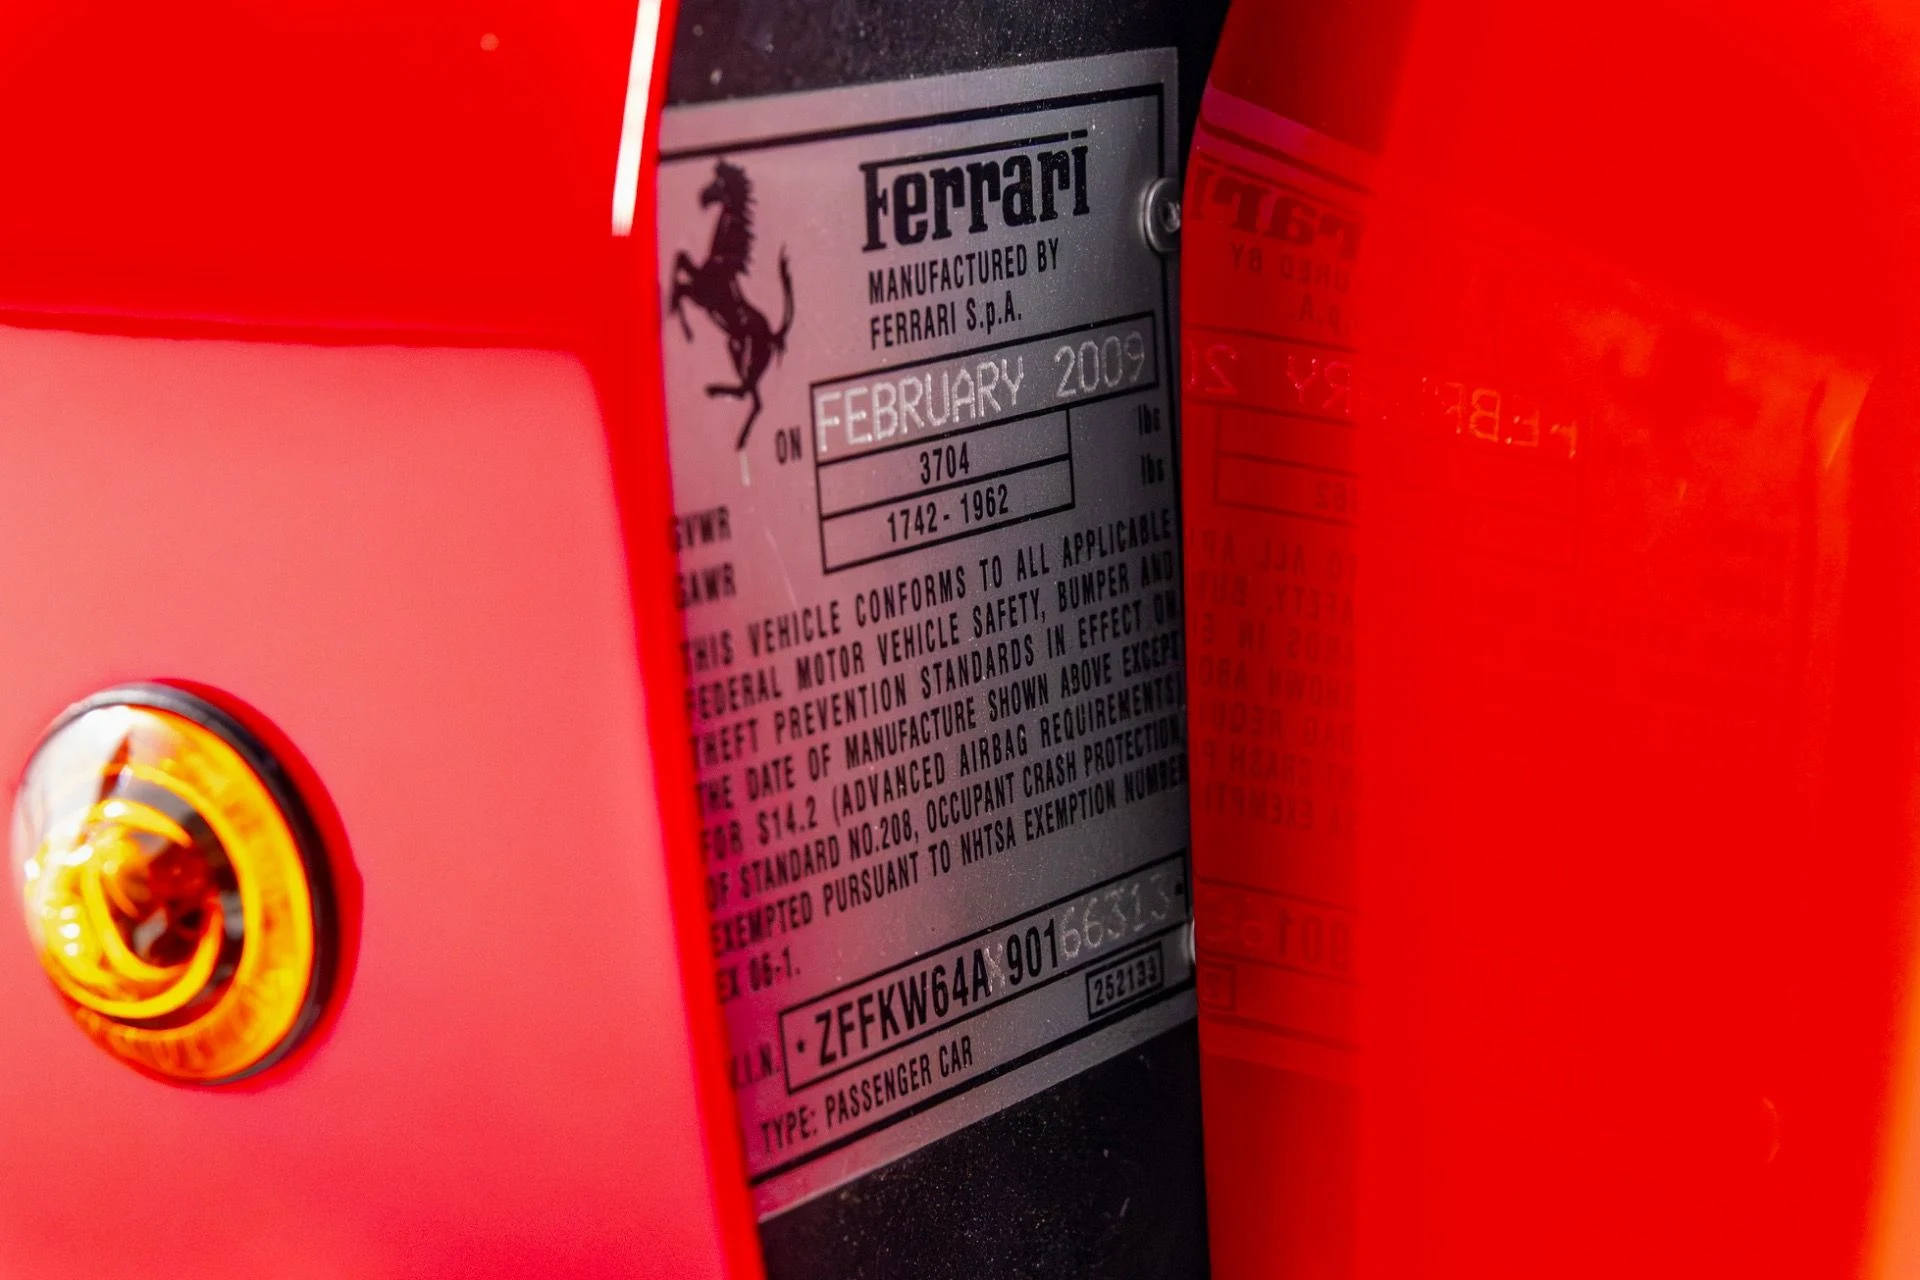 Ferrari
MANUFACTURED BY
FERRARI S.p.A.
ON FEBRUARY 2009
GVWR 3704 lbs
GAWR 1742 - 1962 lbs
THIS VEHICLE CONFORMS TO ALL APPLICABLE
FEDERAL MOTOR VEHICLE SAFETY, BUMPER AND
THEFT PREVENTION STANDARDS IN EFFECT ON
THE DATE OF MANUFACTURE SHOWN ABOVE EXCEPT
FOR S14.2 (ADVANCED AIRBAG REQUIREMENTS)
OF STANDARD NO.208, OCCUPANT CRASH PROTECTION,
EXEMPTED PURSUANT TO NHTSA EXEMPTION NUMBER
EX 06-1.
V.I.N. ·ZFFKW64AX90166313·
TYPE: PASSENGER CAR 252133